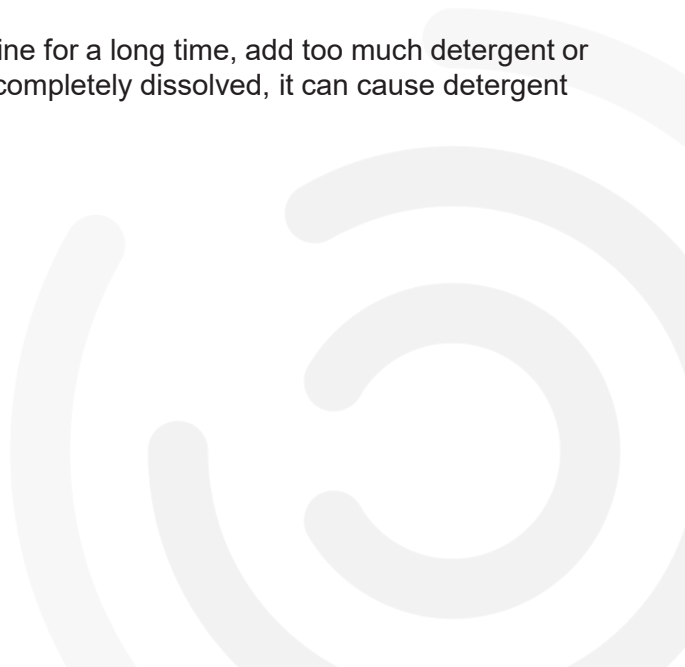 ine for a long time, add too much detergent or
completely dissolved, it can cause detergent